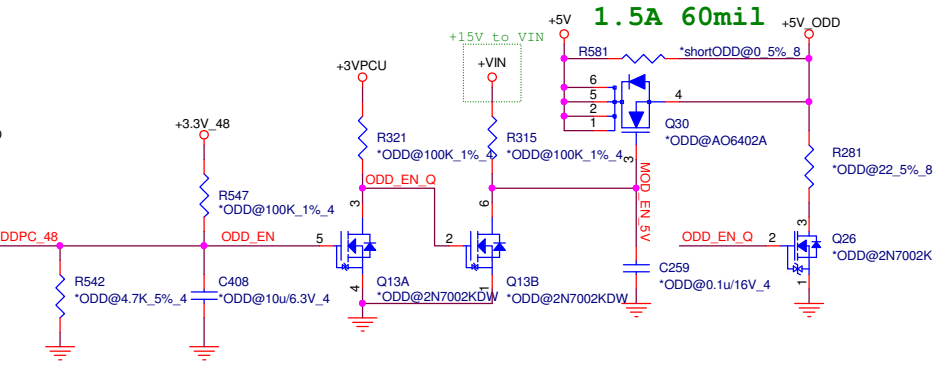 1.5A 60mil
+5V
+5V_ODD
+15V to VIN
R581
*shortODD@0_5%_8
+3VPCU
+VIN
6
5
2
1
4
Q30
*ODD@AO6402A
3
+3.3V_48
R321
*ODD@100K_1%_4
R315
*ODD@100K_1%_4
R281
*ODD@22_5%_8
ODD_EN_Q
MOD_EN_5V
R547
*ODD@100K_1%_4
3
6
3
DDPC_48
ODD_EN
5
2
ODD_EN_Q
2
Q26
*ODD@2N7002K
R542
*ODD@4.7K_5%_4
C408
*ODD@10u/6.3V_4
Q13A
*ODD@2N7002KDW
4
Q13B
*ODD@2N7002KDW
1
C259
*ODD@0.1u/16V_4
1